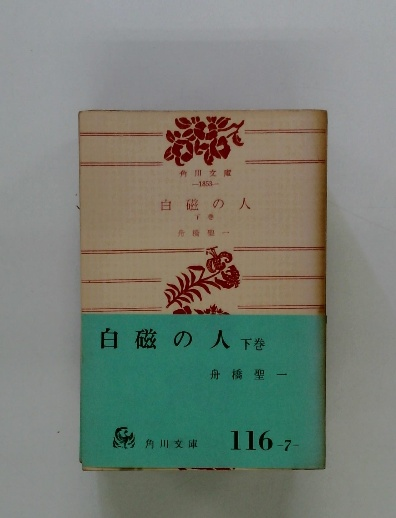 角川文庫
—1853—
白磁の人
下巻
舟橋聖一
白磁の人 下巻
舟橋聖一
角川文庫 116-7-